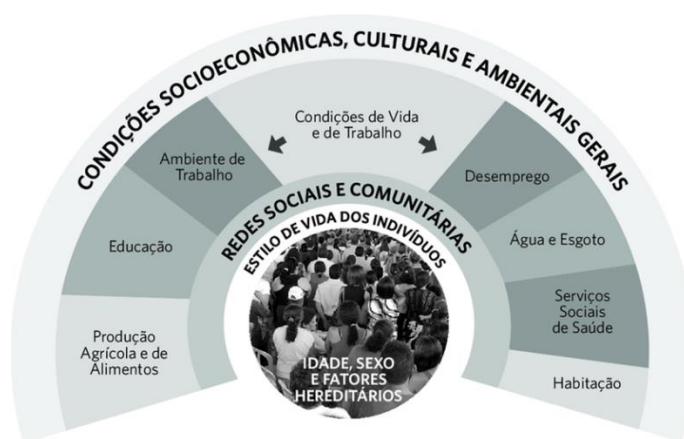 CONDIÇÕES SOCIOECONÔMICAS, CULTURAIS E AMBIENTAIS GERAIS
Condições de Vida
e de Trabalho
Ambiente de
Trabalho
Desemprego
Educação
Água e Esgoto
Produção
Agrícola e de
Alimentos
Serviços
Sociais
de Saúde
Habitação
REDES SOCIAIS E COMUNITÁRIAS
ESTILO DE VIDA DOS INDIVÍDUOS
IDADE, SEXO
E FATORES
HEREDITÁRIOS